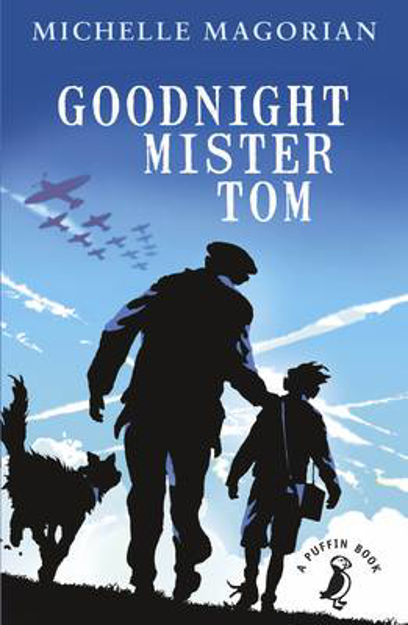 MICHELLE MAGORIAN
GOODNIGHT
MISTER
TOM
A PUFFIN BOOK